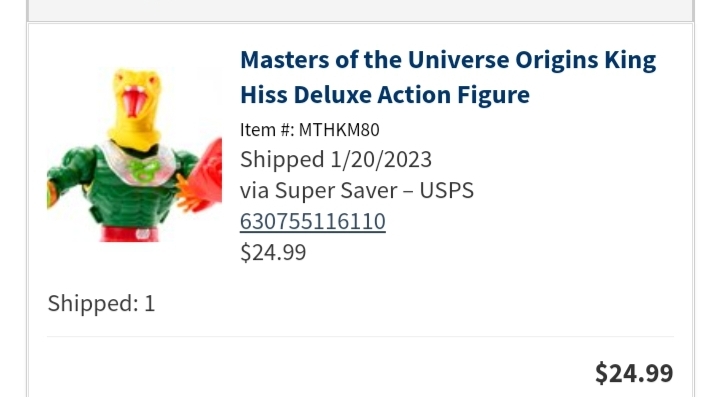 Masters of the Universe Origins King
Hiss Deluxe Action Figure
Item #: MTHKM80
Shipped 1/20/2023
via Super Saver – USPS
630755116110
$24.99
Shipped: 1
$24.99